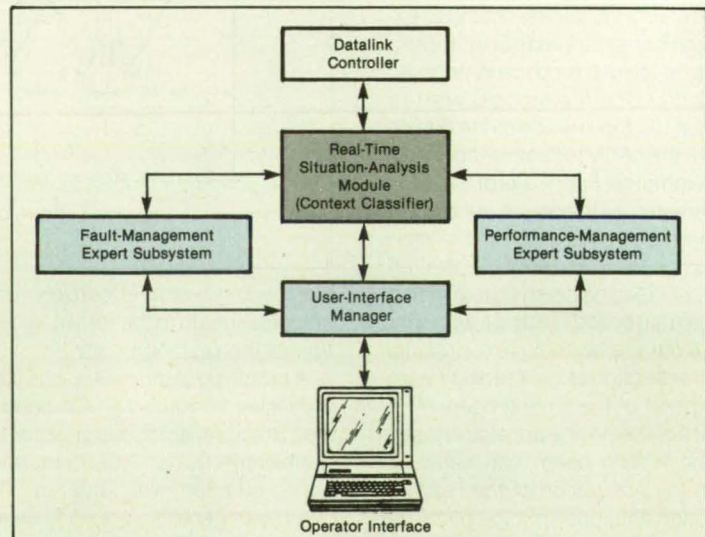 Datalink
Controller
Real-Time
Situation-Analysis
Module
(Context Classifier)
Fault-Management
Expert Subsystem
Performance-Management
Expert Subsystem
User-Interface
Manager
Operator Interface